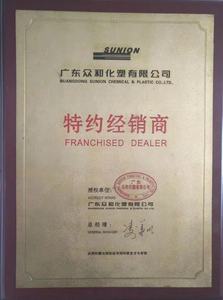 SUNION
广东众和化塑有限公司
GUANGDONG SUNION CHEMICAL & PLASTIC CO.,LTD.
特约经销商
FRANCHISED DEALER
授权单位:
广东众和化塑有限公司
总经理:
GENERAL MANAGER